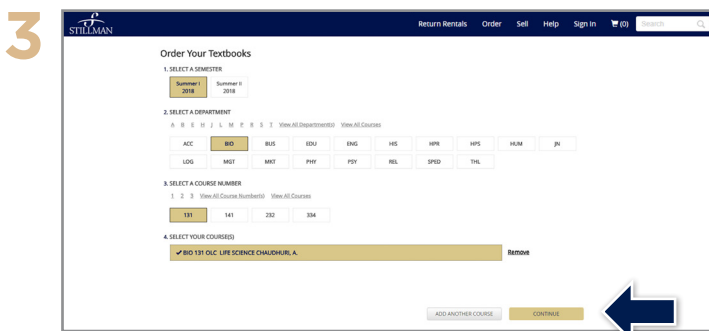 3
STILLMAN
Return Rentals Order Sell Help Sign In (0) Search
Order Your Textbooks
1. SELECT A SEMESTER
Summer I Summer II
2018 2018
2. SELECT A DEPARTMENT
A B E H J L M P R S T View All Department(s) View All Courses
ACC BIO BUS EDU ENG HIS HPR HPS HUM JN
LOG MGT MKT PHY PSY REL SPED THL
3. SELECT A COURSE NUMBER
1 2 3 View All Course Number(s) View All Courses
131 141 232 334
4. SELECT YOUR COURSE(S)
✔ BIO 131 OLC LIFE SCIENCE CHAUDHURI, A. Remove
ADD ANOTHER COURSE CONTINUE